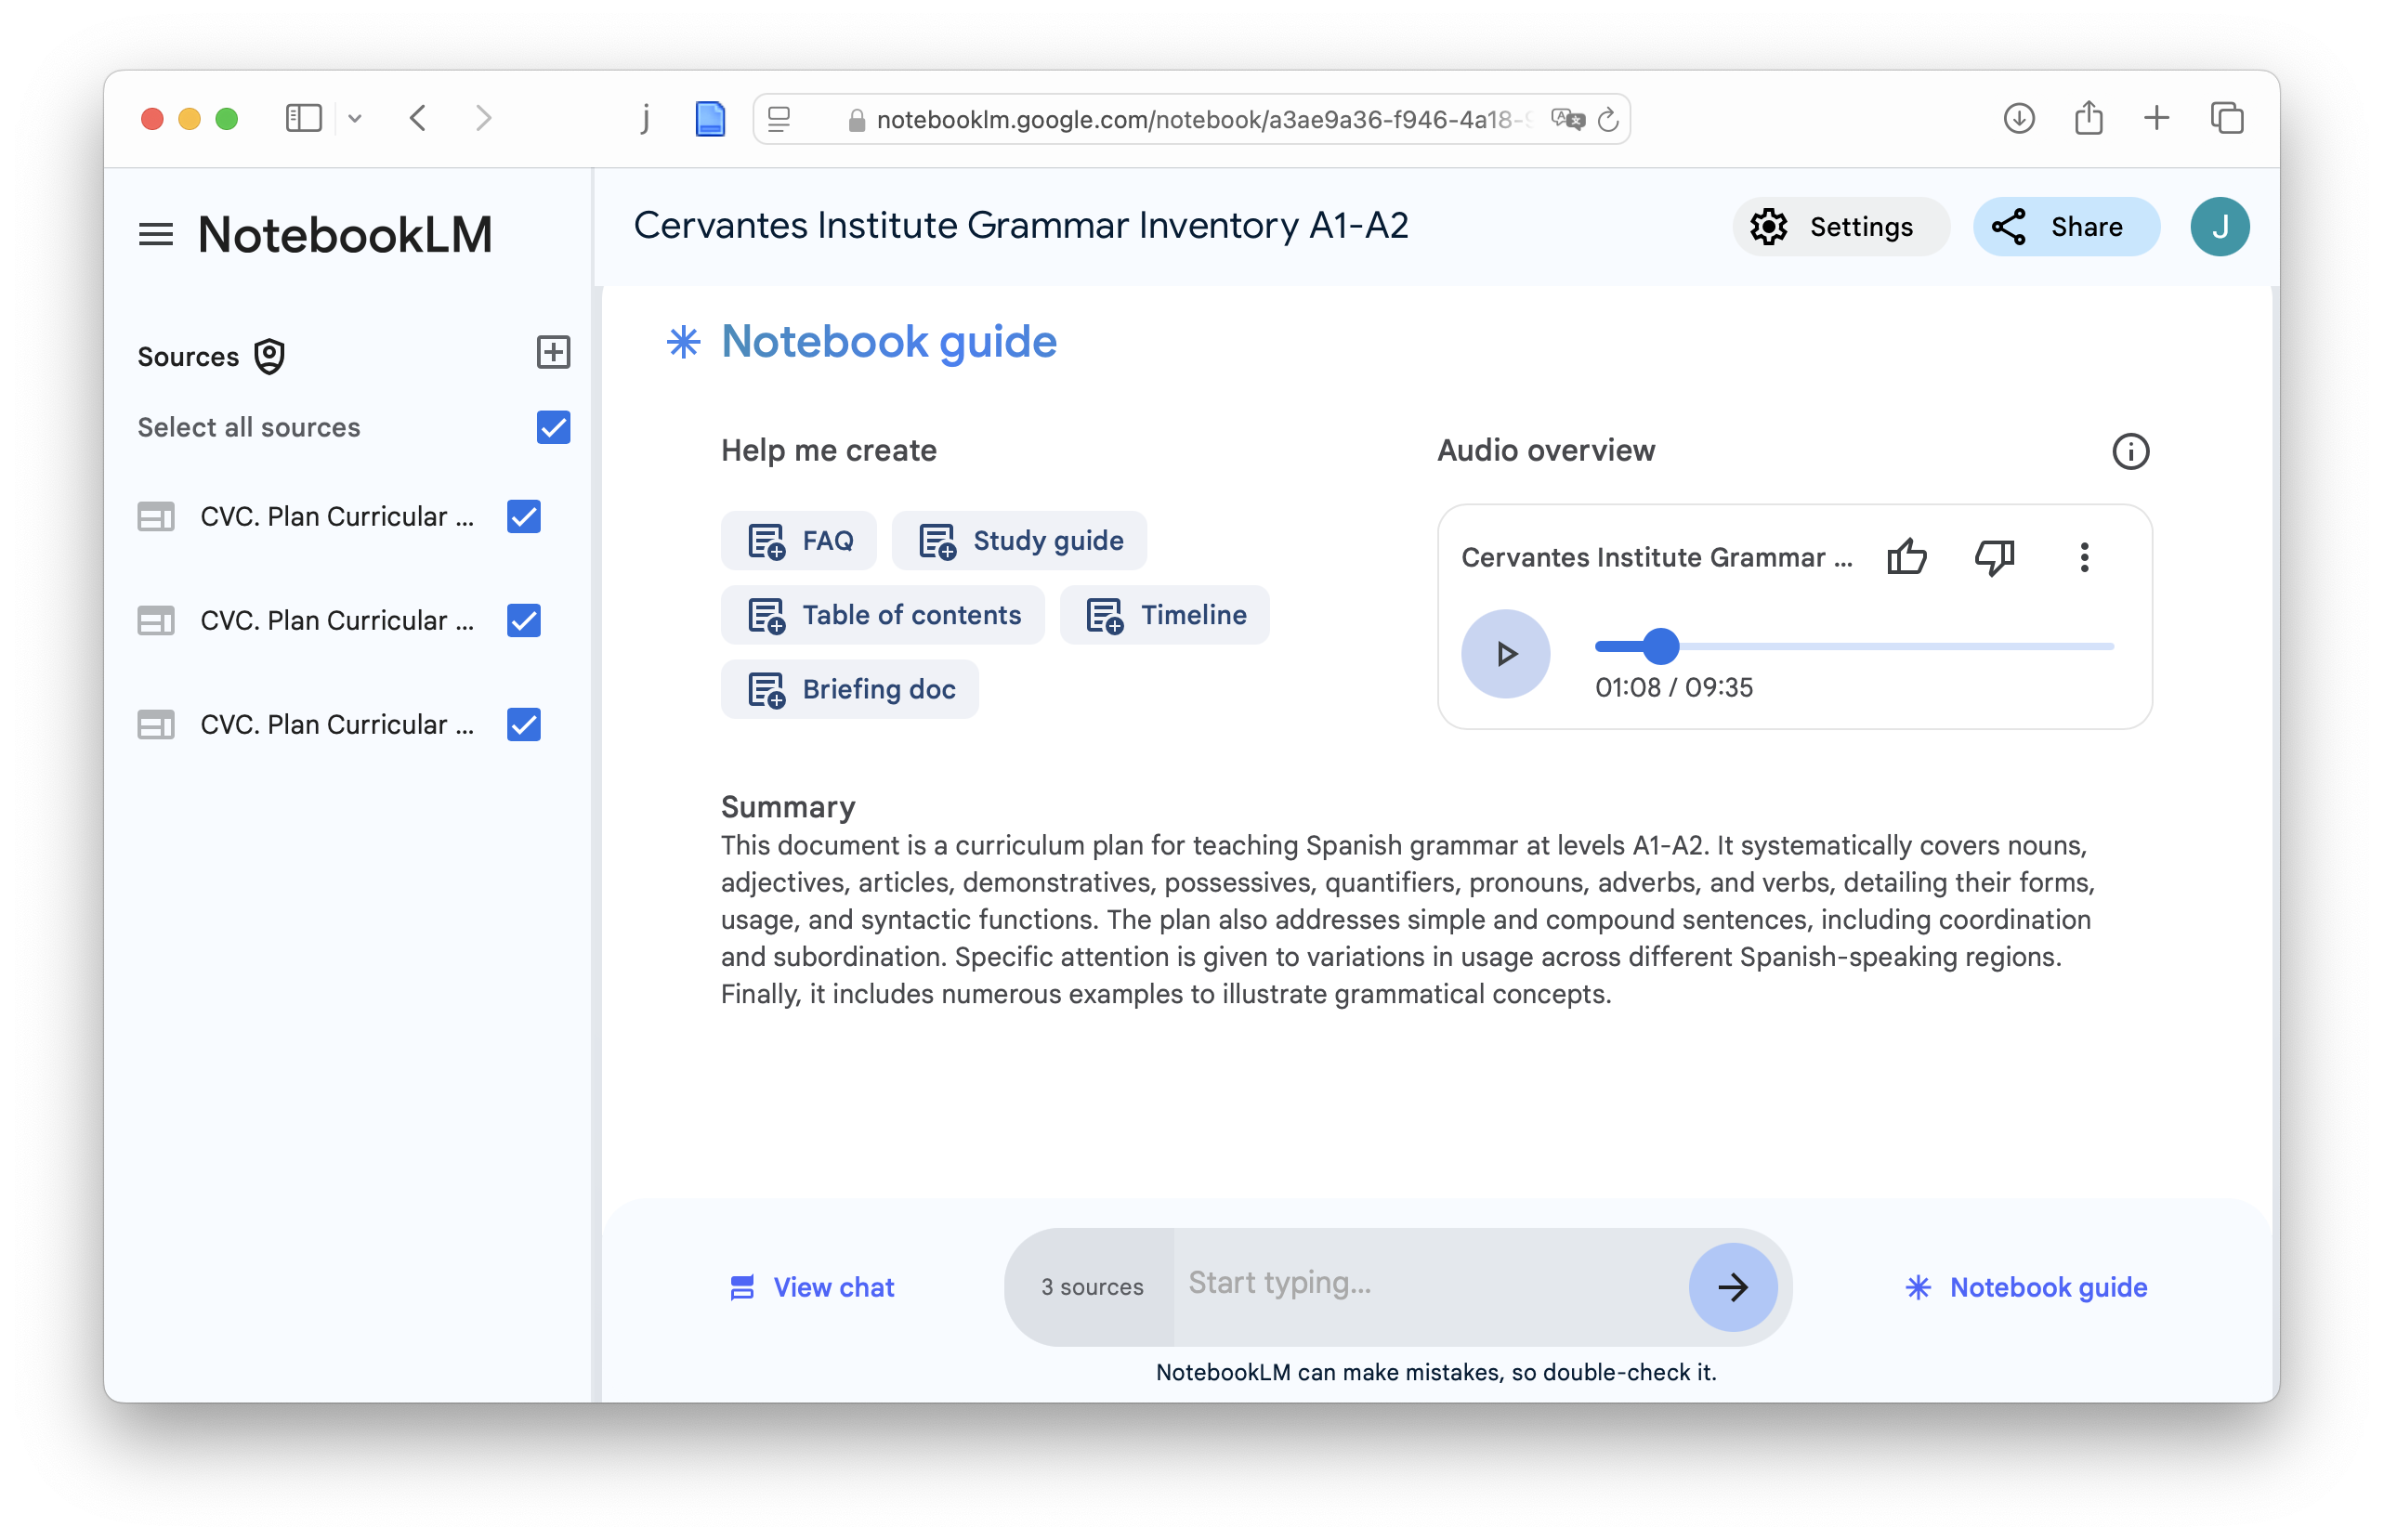 j
notebooklm.google.com/notebook/a3ae9a36-f946-4a18-
NotebookLM
Cervantes Institute Grammar Inventory A1-A2
Settings
Share
J
Sources
Select all sources
CVC. Plan Curricular ...
CVC. Plan Curricular ...
CVC. Plan Curricular ...
Notebook guide
Help me create
FAQ
Study guide
Table of contents
Timeline
Briefing doc
Audio overview
Cervantes Institute Grammar ...
01:08 / 09:35
Summary
This document is a curriculum plan for teaching Spanish grammar at levels A1-A2. It systematically covers nouns,
adjectives, articles, demonstratives, possessives, quantifiers, pronouns, adverbs, and verbs, detailing their forms,
usage, and syntactic functions. The plan also addresses simple and compound sentences, including coordination
and subordination. Specific attention is given to variations in usage across different Spanish-speaking regions.
Finally, it includes numerous examples to illustrate grammatical concepts.
View chat
3 sources
Start typing...
Notebook guide
NotebookLM can make mistakes, so double-check it.